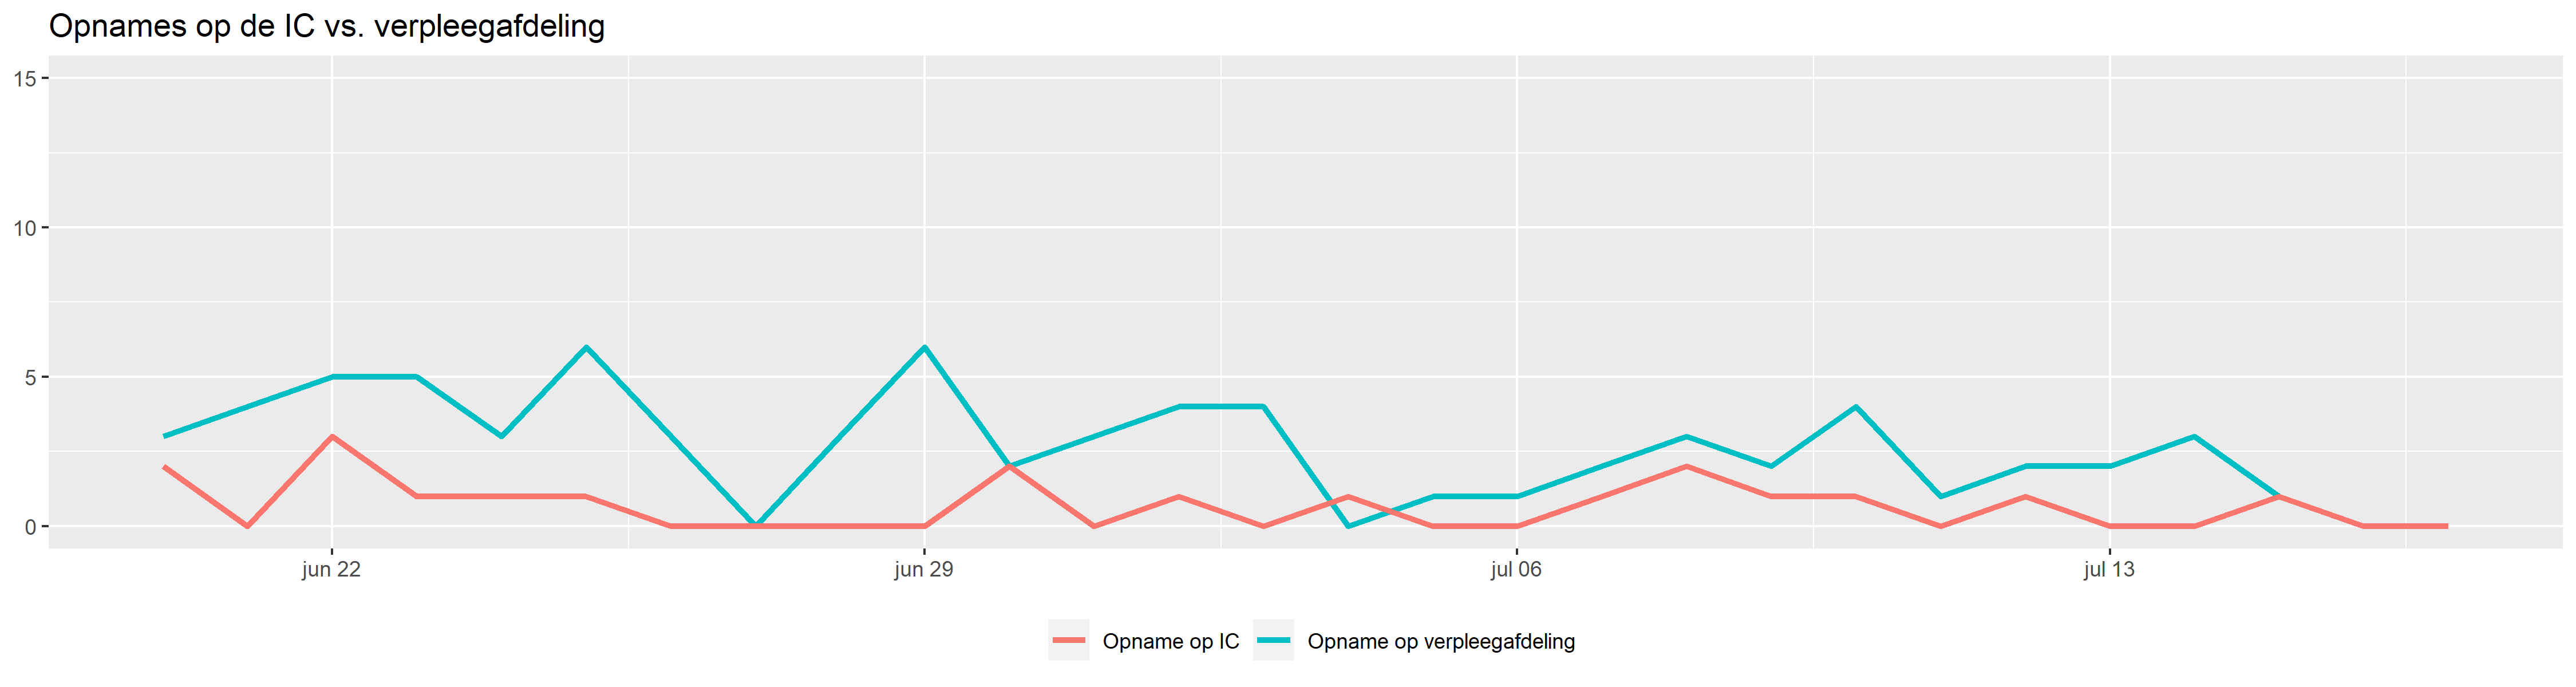 Opnames op de IC vs. verpleegafdeling
15
10
5
0
jun 22 jun 29 jul 06 jul 13
Opname op IC Opname op verpleegafdeling